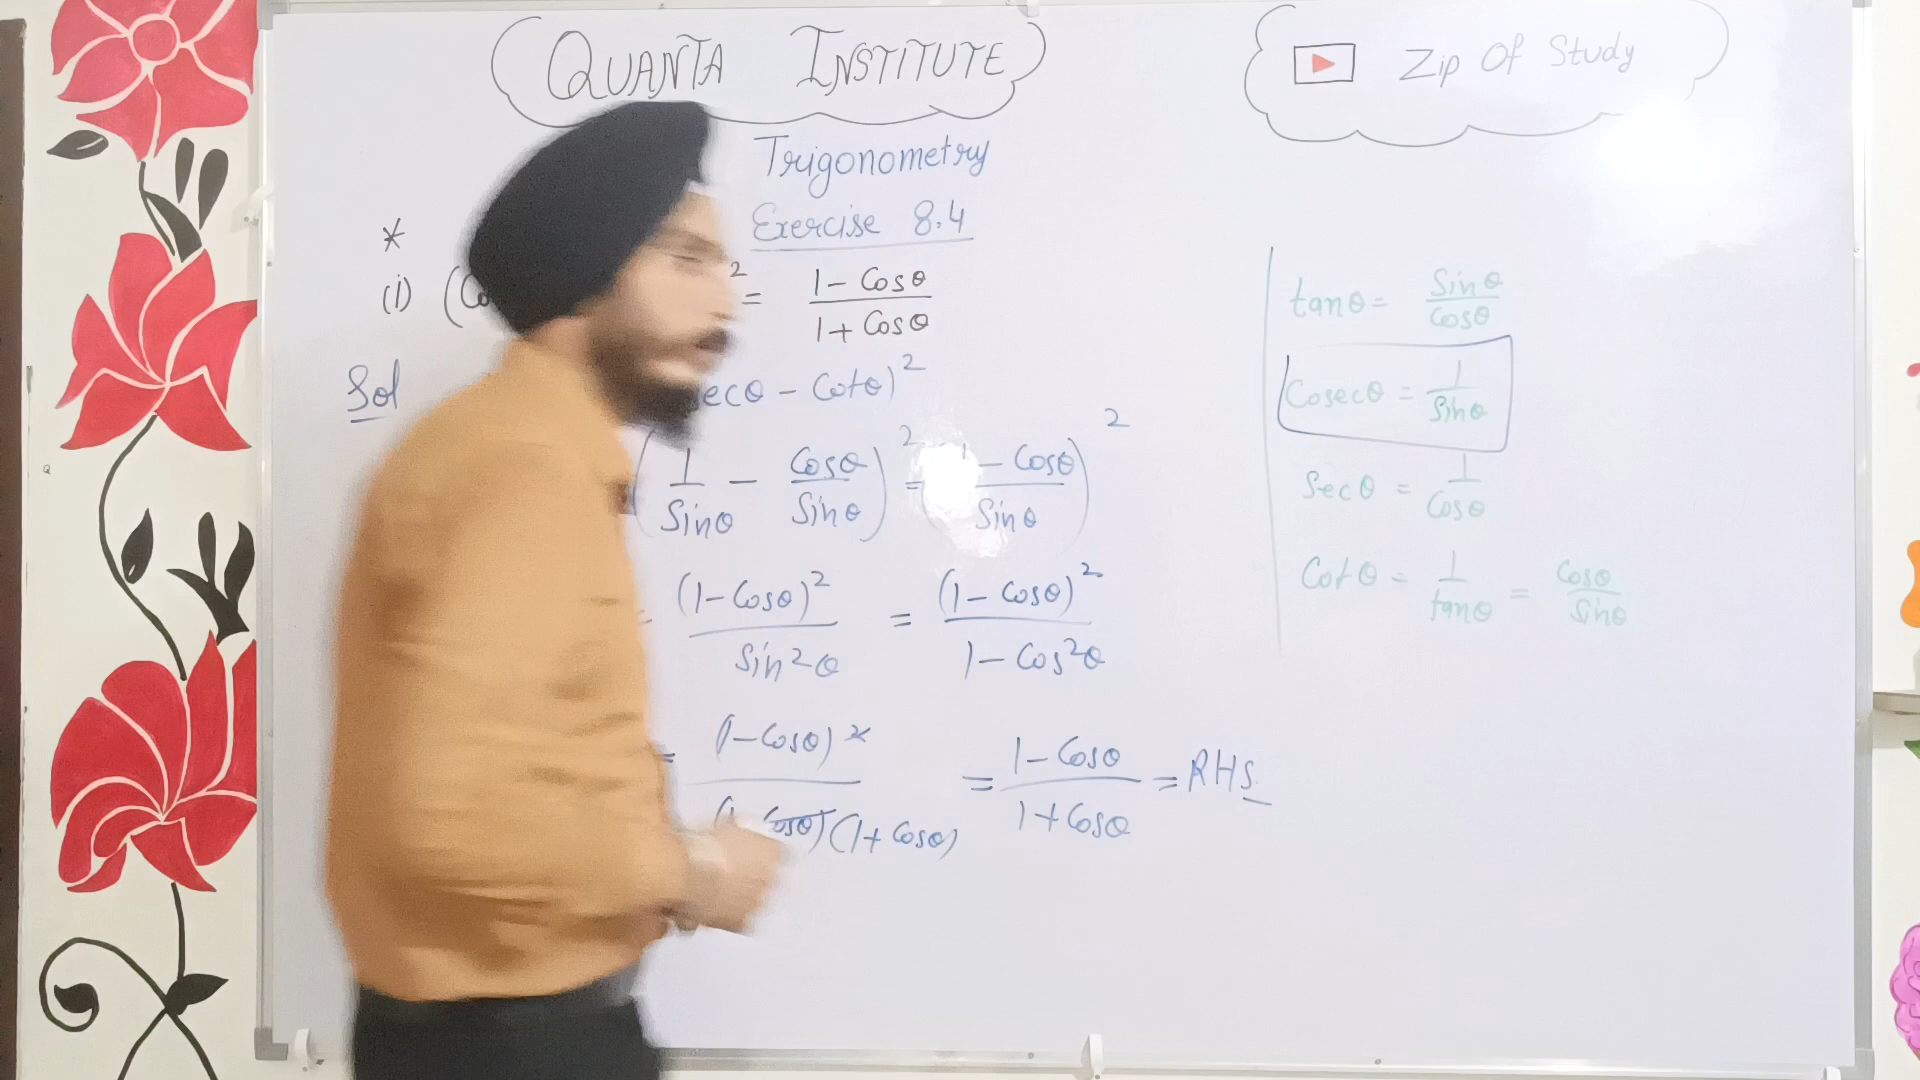 QUANTA INSTITUTE
Zip Of Study
Trigonometry
Exercise 8.4
*
(i) (Co ² = 1 - Cosθ / 1 + Cosθ
Sol ecθ - Cotθ)²
(1/Sinθ - Cosθ/Sinθ)² = (1 - Cosθ / Sinθ)²
= (1 - Cosθ)² / Sin²θ = (1 - Cosθ)² / 1 - Cos²θ
= (1 - Cosθ)² / (1 - Cosθ)(1 + Cosθ) = 1 - Cosθ / 1 + Cosθ = RHS
tanθ = Sinθ / Cosθ
Cosecθ = 1 / Sinθ
Secθ = 1 / Cosθ
Cotθ = 1 / tanθ = Cosθ / Sinθ